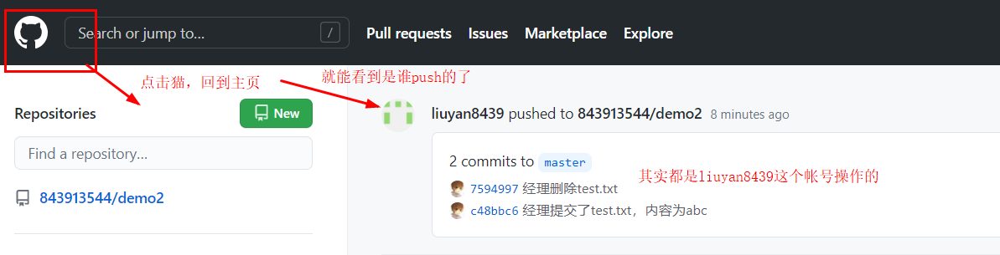 Search or jump to… /
Pull requests Issues Marketplace Explore
点击猫，回到主页
就能看到是谁push的了
Repositories
New
Find a repository…
843913544/demo2
liuyan8439 pushed to 843913544/demo2 8 minutes ago
2 commits to master
7594997 经理删除test.txt
c48bbc6 经理提交了test.txt，内容为abc
其实都是liuyan8439这个帐号操作的